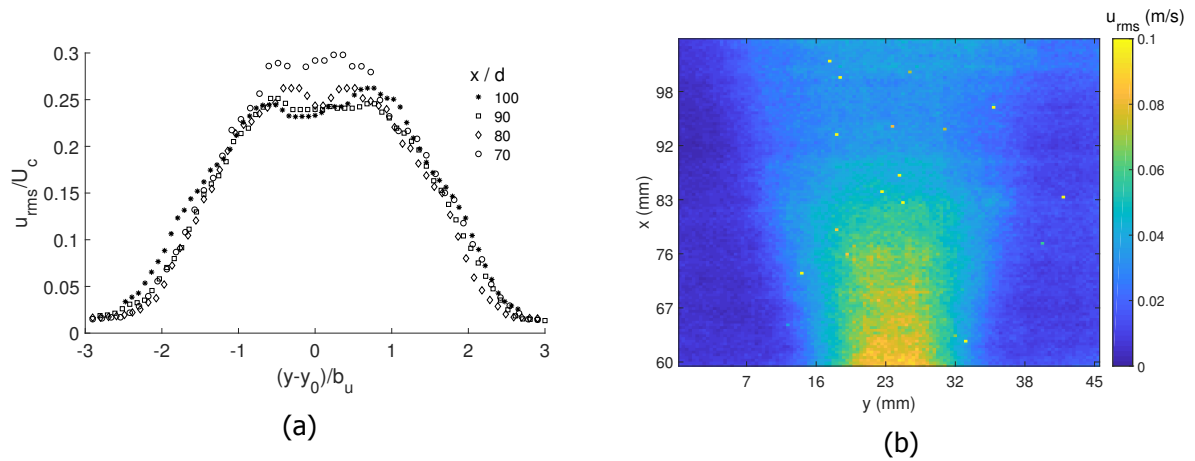 0.3
0.25
0.2
0.15
0.1
0.05
0
u_rms/U_c
-3 -2 -1 0 1 2 3
(y-y_0)/b_u
x / d
100
90
80
70
(a)
u_rms (m/s)
98
92
83
76
67
60
x (mm)
7 16 23 32 38 45
y (mm)
0.1
0.08
0.06
0.04
0.02
0
(b)